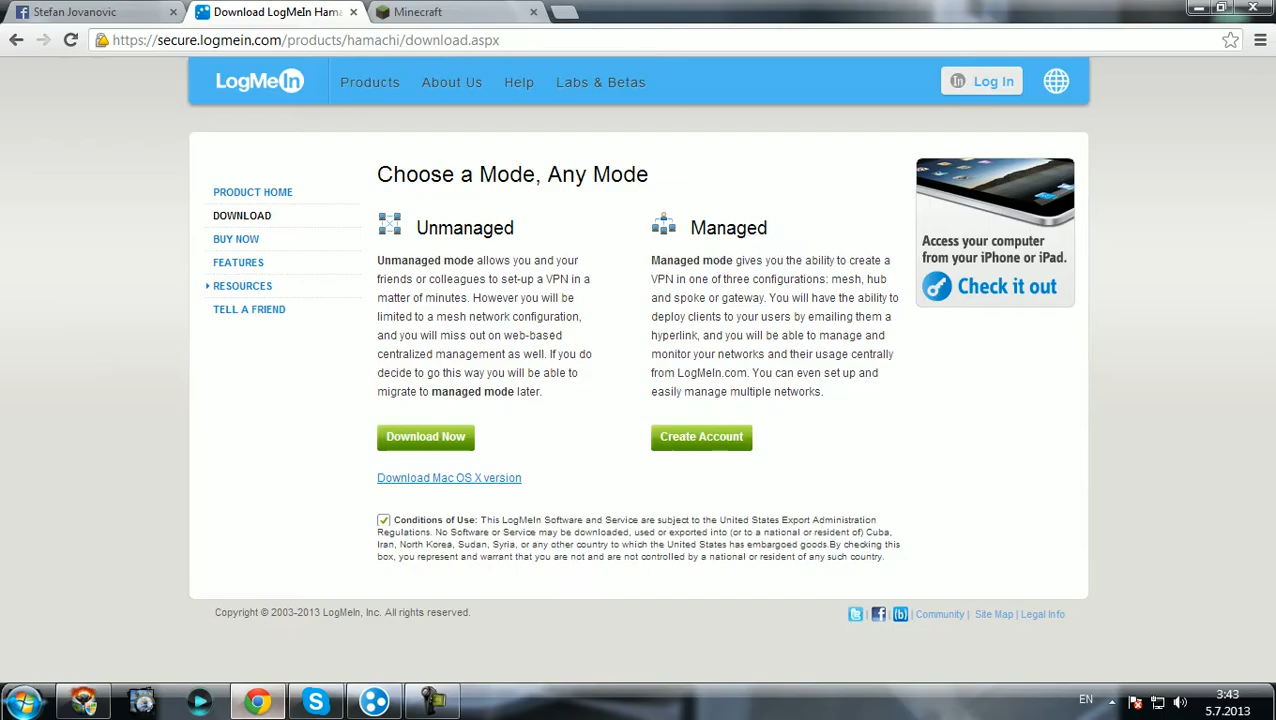 Stefan Jovanovic
Download LogMeIn Hama
Minecraft
https://secure.logmein.com/products/hamachi/download.aspx
LogMeIn
Products
About Us
Help
Labs & Betas
in Log In
PRODUCT HOME
DOWNLOAD
BUY NOW
FEATURES
RESOURCES
TELL A FRIEND
Choose a Mode, Any Mode
Unmanaged
Unmanaged mode allows you and your
friends or colleagues to set-up a VPN in a
matter of minutes. However you will be
limited to a mesh network configuration,
and you will miss out on web-based
centralized management as well. If you do
decide to go this way you will be able to
migrate to managed mode later.
Download Now
Download Mac OS X version
Managed
Managed mode gives you the ability to create a
VPN in one of three configurations: mesh, hub
and spoke or gateway. You will have the ability to
deploy clients to your users by emailing them a
hyperlink, and you will be able to manage and
monitor your networks and their usage centrally
from LogMeIn.com. You can even set up and
easily manage multiple networks.
Create Account
Conditions of Use: This LogMeIn Software and Service are subject to the United States Export Administration
Regulations. No Software or Service may be downloaded, used or exported into (or to a national or resident of) Cuba,
Iran, North Korea, Sudan, Syria, or any other country to which the United States has embargoed goods.By checking this
box, you represent and warrant that you are not and are not controlled by a national or resident of any such country.
Access your computer
from your iPhone or iPad.
Check it out
Copyright © 2003-2013 LogMeIn, Inc. All rights reserved.
| | | Community | Site Map | Legal Info
EN
3:43
5.7.2013